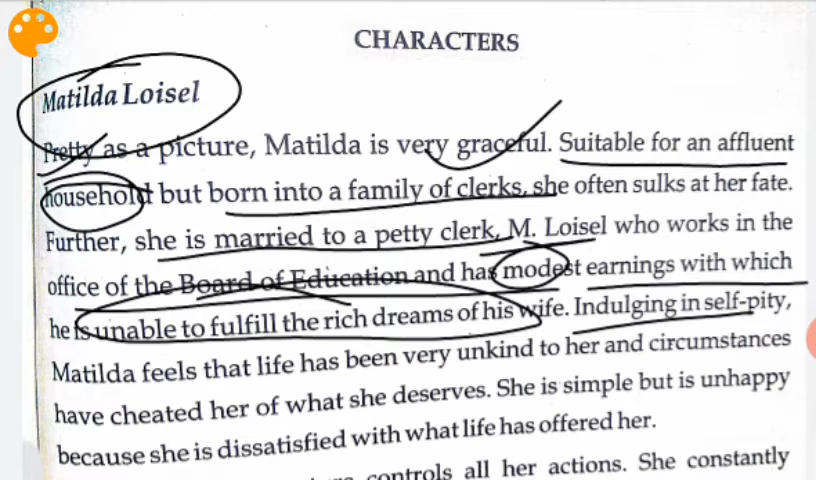 CHARACTERS
Matilda Loisel
Pretty as a picture, Matilda is very graceful. Suitable for an affluent
household but born into a family of clerks, she often sulks at her fate.
Further, she is married to a petty clerk, M. Loisel who works in the
office of the Board of Education and has modest earnings with which
he is unable to fulfill the rich dreams of his wife. Indulging in self-pity,
Matilda feels that life has been very unkind to her and circumstances
have cheated her of what she deserves. She is simple but is unhappy
because she is dissatisfied with what life has offered her.
controls all her actions. She constantly